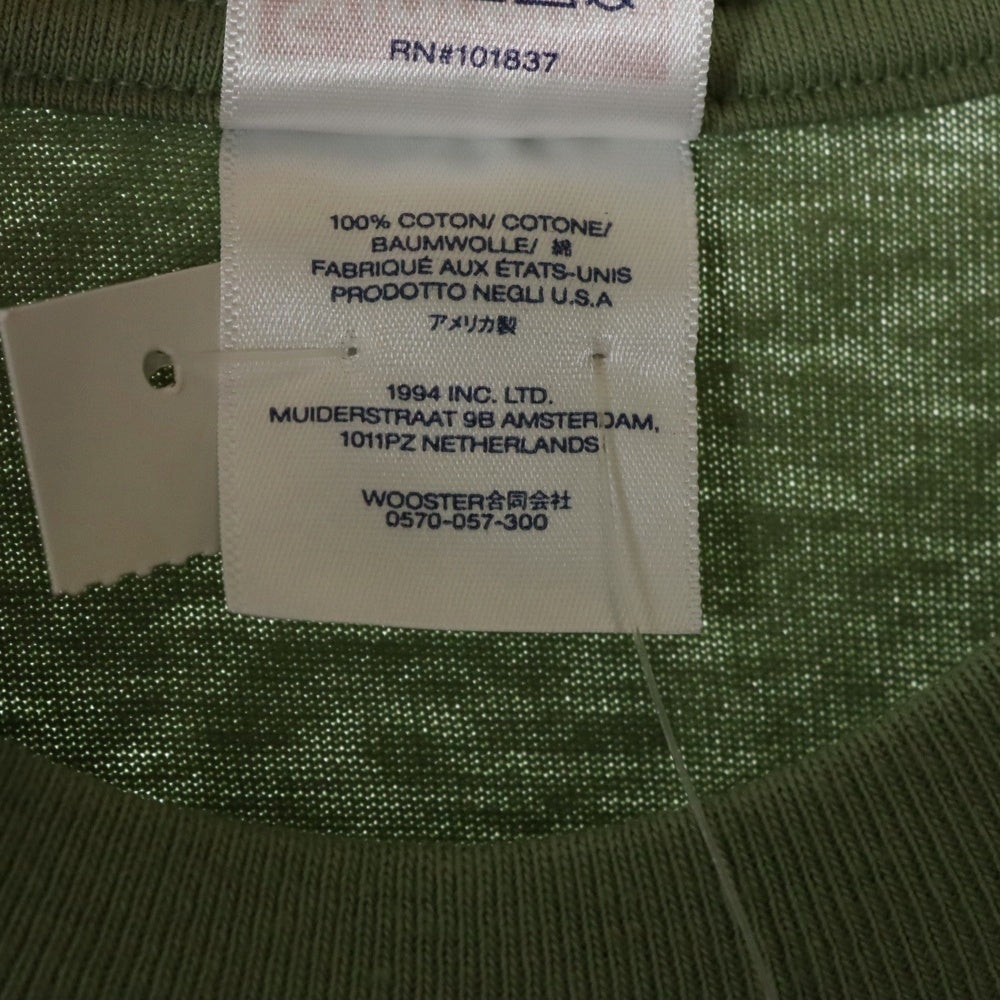 RN#101837
100% COTON/ COTONE/
BAUMWOLLE/ 綿
FABRIQUÉ AUX ÉTATS-UNIS
PRODOTTO NEGLI U.S.A
アメリカ製
1994 INC. LTD.
MUIDERSTRAAT 9B AMSTERDAM,
1011PZ NETHERLANDS
WOOSTER合同会社
0570-057-300